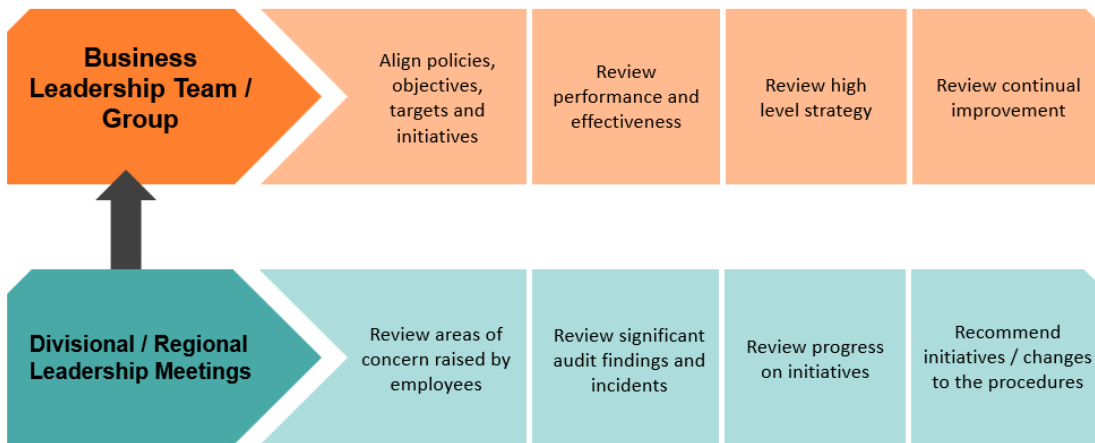 Business
Leadership Team /
Group
Align policies,
objectives,
targets and
initiatives
Review
performance and
effectiveness
Review high
level strategy
Review continual
improvement
Divisional / Regional
Leadership Meetings
Review areas of
concern raised by
employees
Review significant
audit findings and
incidents
Review progress
on initiatives
Recommend
initiatives / changes
to the procedures